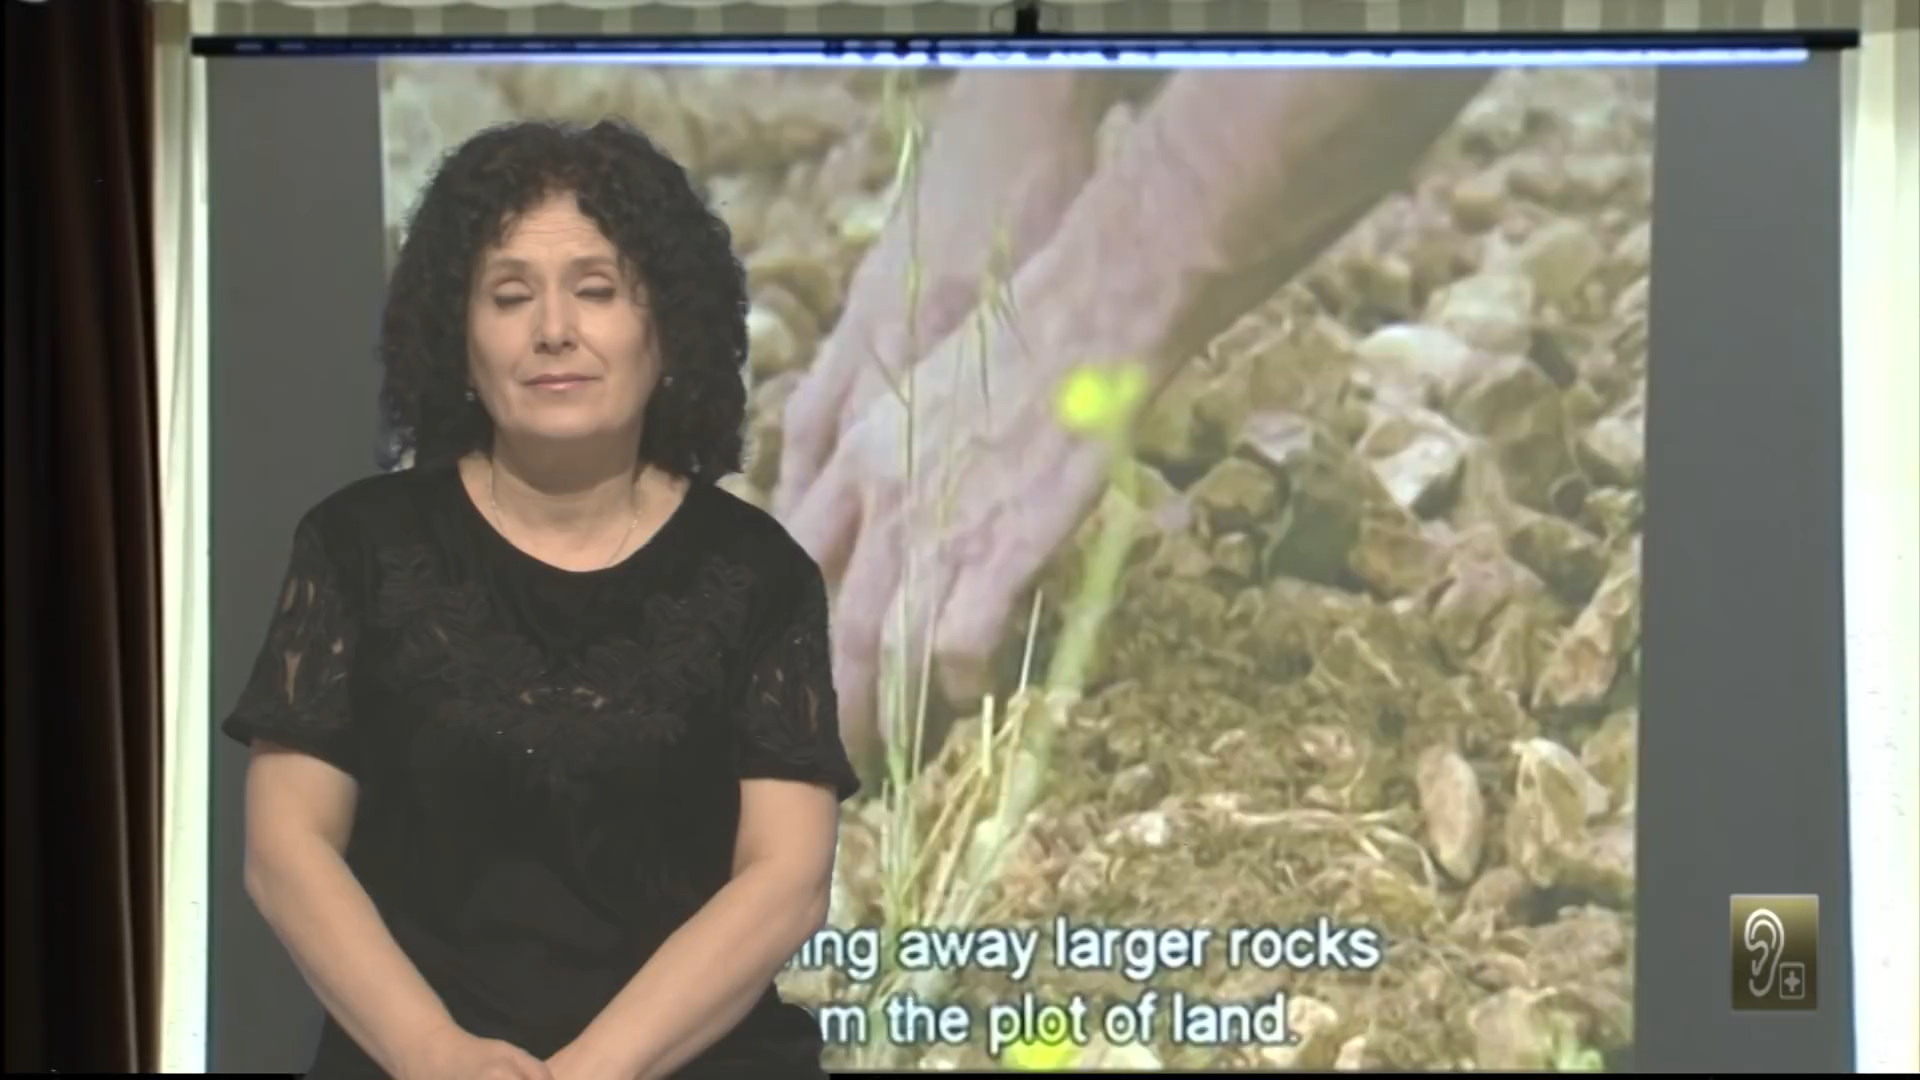 away larger rocks
the plot of land.